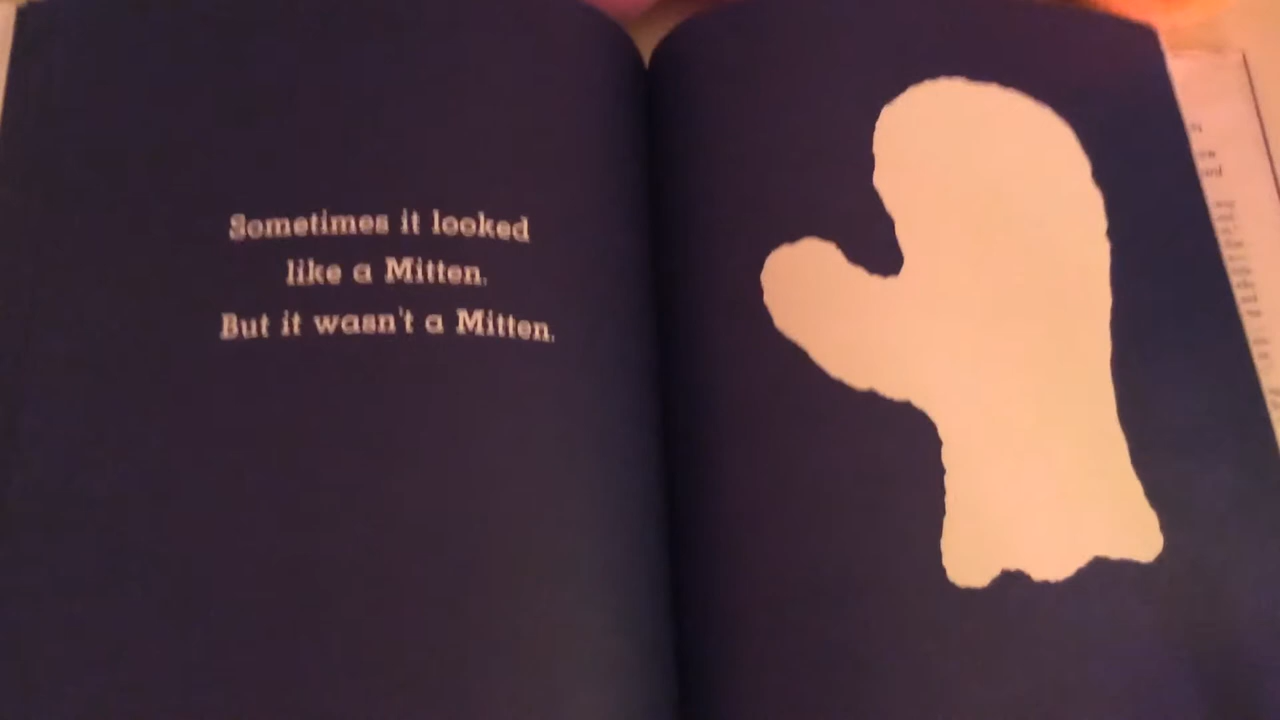 Sometimes it looked
like a Mitten.
But it wasn't a Mitten.